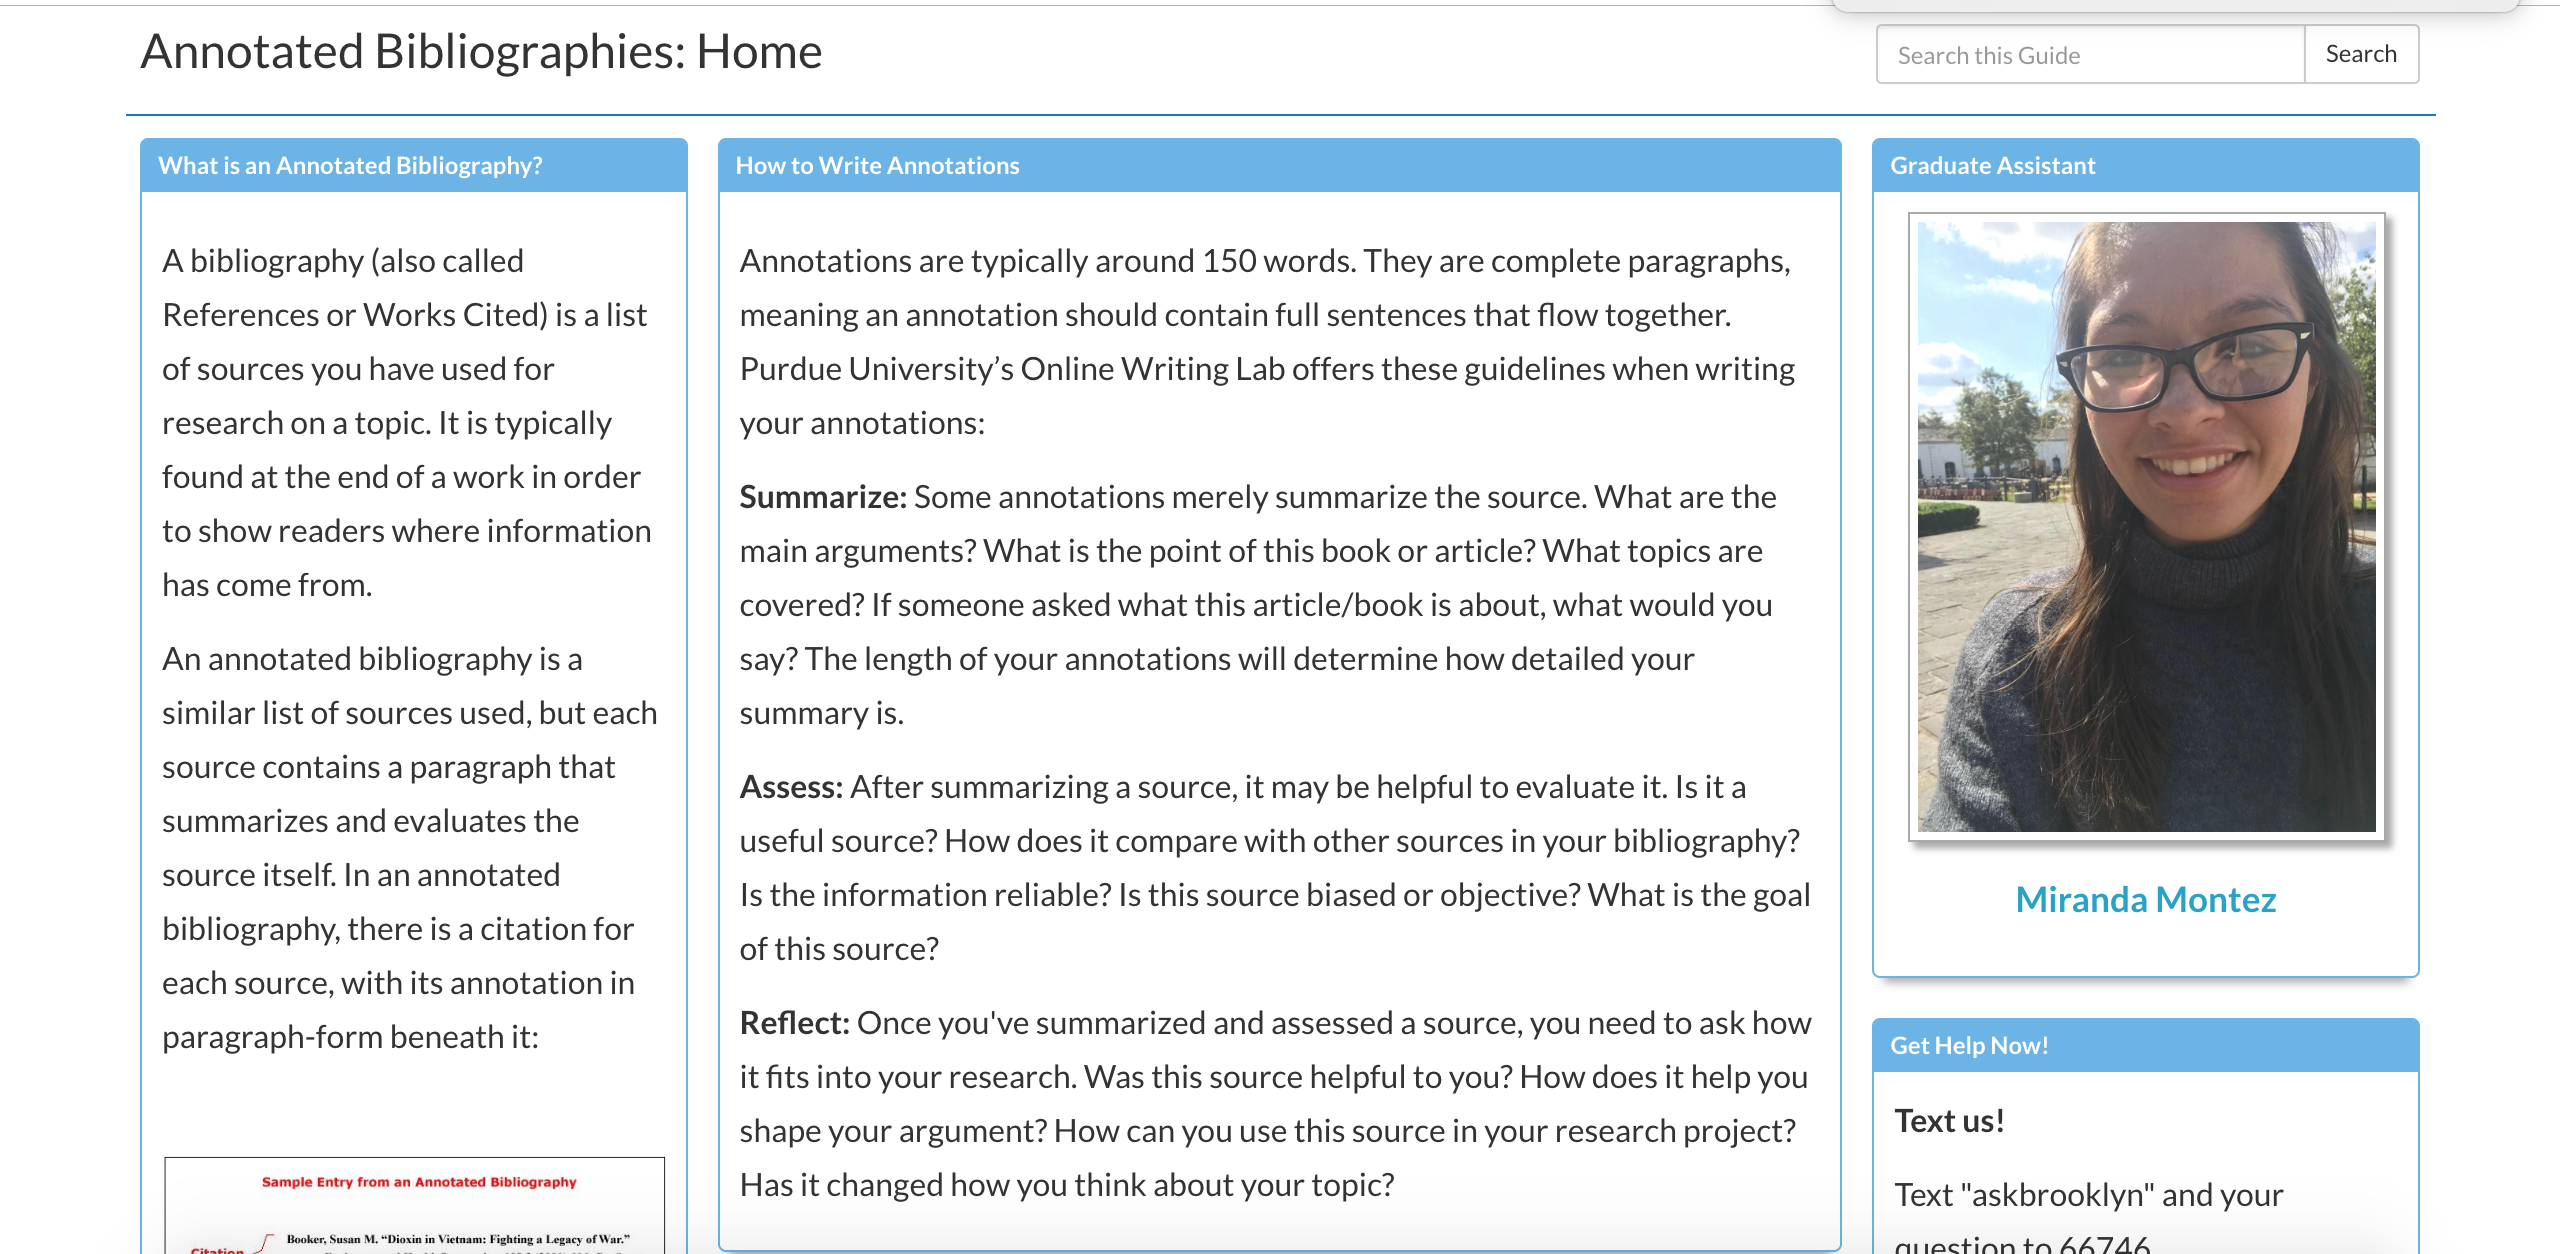 Annotated Bibliographies: Home
Search this Guide
Search
What is an Annotated Bibliography?
A bibliography (also called
References or Works Cited) is a list
of sources you have used for
research on a topic. It is typically
found at the end of a work in order
to show readers where information
has come from.
An annotated bibliography is a
similar list of sources used, but each
source contains a paragraph that
summarizes and evaluates the
source itself. In an annotated
bibliography, there is a citation for
each source, with its annotation in
paragraph-form beneath it:
Sample Entry from an Annotated Bibliography
Booker, Susan M. “Dioxin in Vietnam: Fighting a Legacy of War.”
Citation
How to Write Annotations
Annotations are typically around 150 words. They are complete paragraphs,
meaning an annotation should contain full sentences that flow together.
Purdue University’s Online Writing Lab offers these guidelines when writing
your annotations:
Summarize: Some annotations merely summarize the source. What are the
main arguments? What is the point of this book or article? What topics are
covered? If someone asked what this article/book is about, what would you
say? The length of your annotations will determine how detailed your
summary is.
Assess: After summarizing a source, it may be helpful to evaluate it. Is it a
useful source? How does it compare with other sources in your bibliography?
Is the information reliable? Is this source biased or objective? What is the goal
of this source?
Reflect: Once you've summarized and assessed a source, you need to ask how
it fits into your research. Was this source helpful to you? How does it help you
shape your argument? How can you use this source in your research project?
Has it changed how you think about your topic?
Graduate Assistant
Miranda Montez
Get Help Now!
Text us!
Text "askbrooklyn" and your
question to 66746